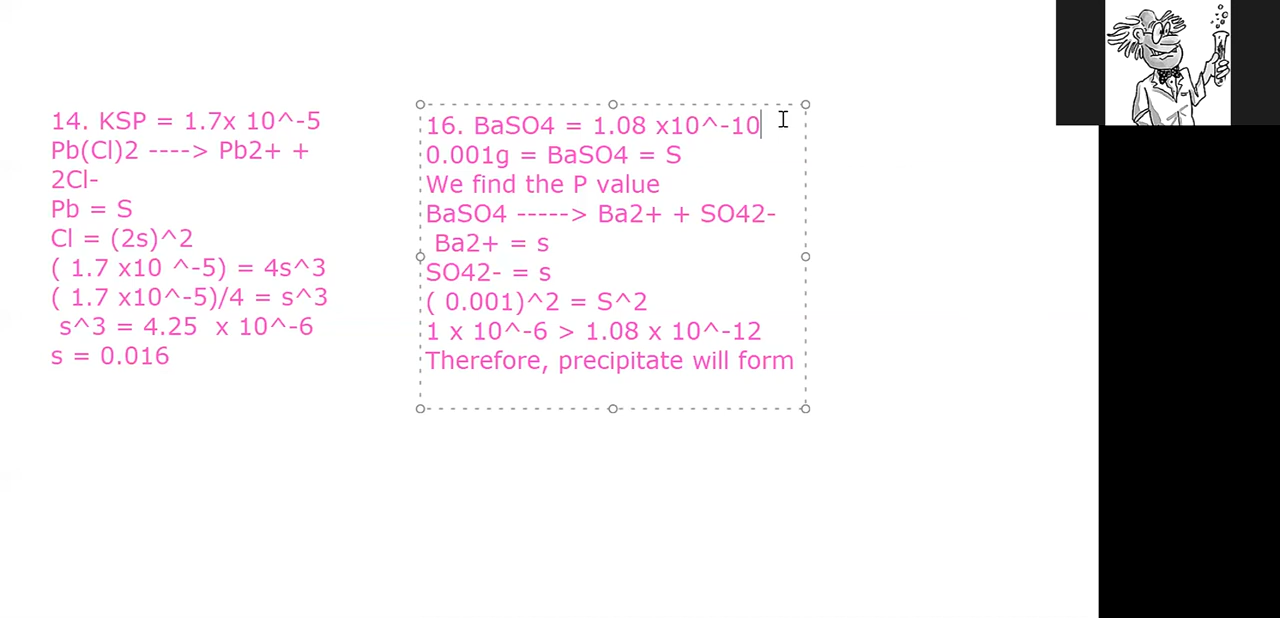 14. KSP = 1.7x 10^-5
Pb(Cl)2 ----> Pb2+ +
2Cl-
Pb = S
Cl = (2s)^2
( 1.7 x10 ^-5) = 4s^3
( 1.7 x10^-5)/4 = s^3
s^3 = 4.25 x 10^-6
s = 0.016
16. BaSO4 = 1.08 x10^-10
0.001g = BaSO4 = S
We find the P value
BaSO4 -----> Ba2+ + SO42-
Ba2+ = s
SO42- = s
( 0.001)^2 = S^2
1 x 10^-6 > 1.08 x 10^-12
Therefore, precipitate will form